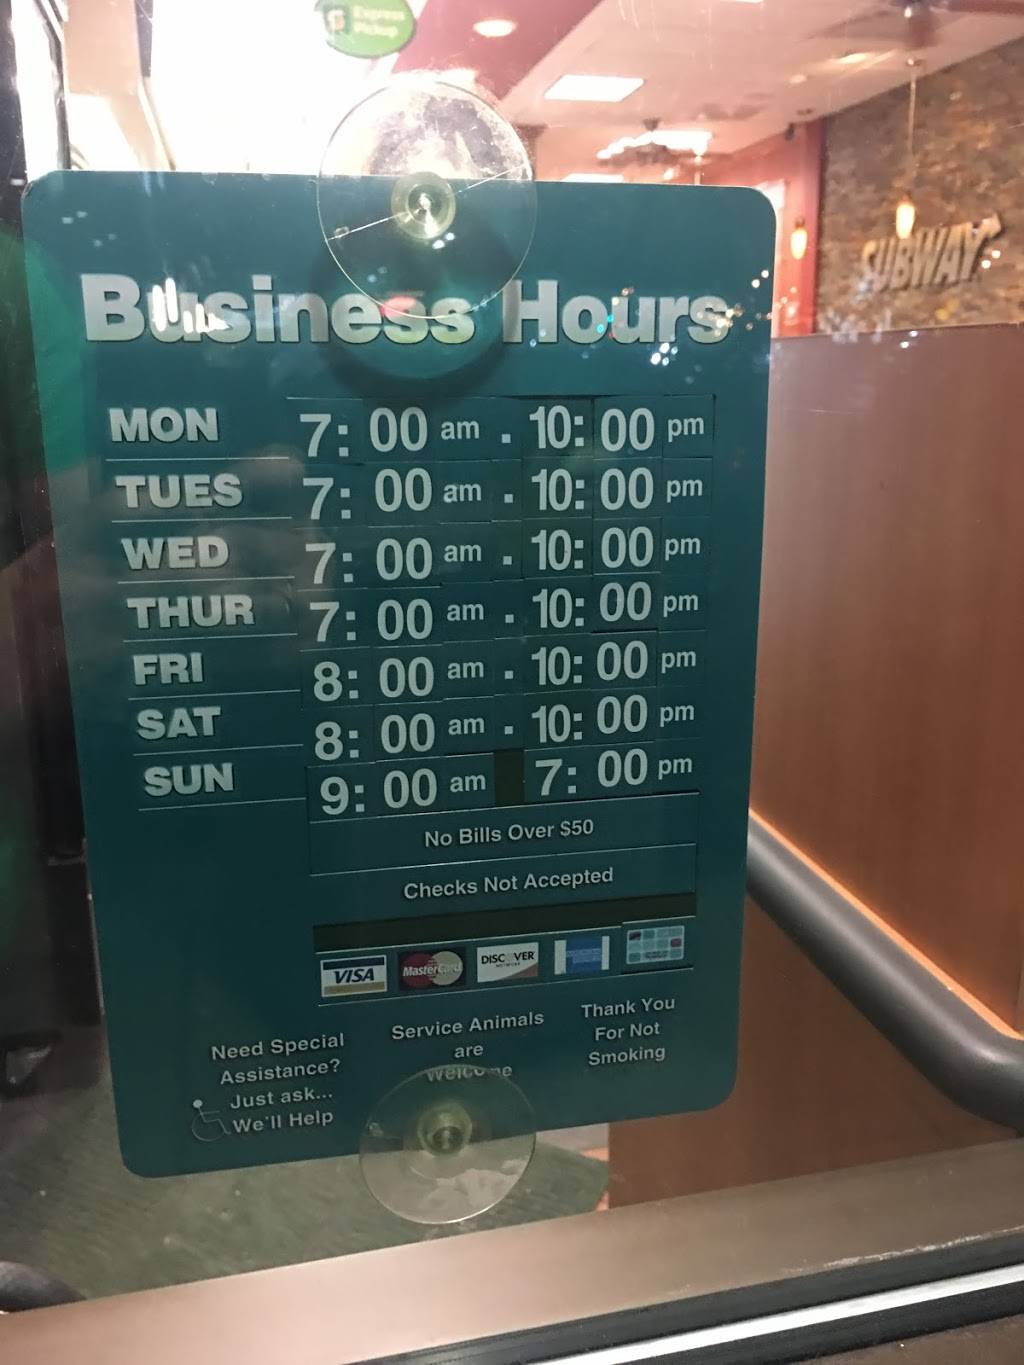 Express
Pickup
SUBWAY
Business Hours
MON 7:00 am . 10:00 pm
TUES 7:00 am . 10:00 pm
WED 7:00 am . 10:00 pm
THUR 7:00 am . 10:00 pm
FRI 8:00 am . 10:00 pm
SAT 8:00 am . 10:00 pm
SUN 9:00 am 7:00 pm
No Bills Over $50
Checks Not Accepted
VISA MasterCard DISCOVER
NETWORK
Need Special
Assistance?
Just ask...
We'll Help
Service Animals
are
Welcome
Thank You
For Not
Smoking